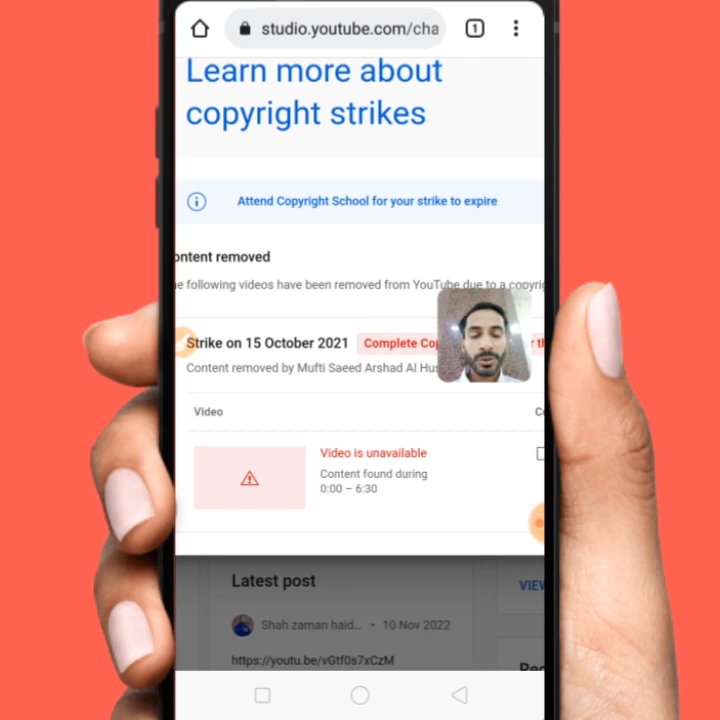 studio.youtube.com/cha
1
Learn more about
copyright strikes
Attend Copyright School for your strike to expire
ontent removed
e following videos have been removed from YouTube due to a copyrig
Strike on 15 October 2021 Complete Cop
Content removed by Mufti Saeed Arshad Al Hus
Video
Video is unavailable
Content found during
0:00 – 6:30
Latest post
VIEW
Shah zaman haid... • 10 Nov 2022
https://youtu.be/vGtf0s7xCzM